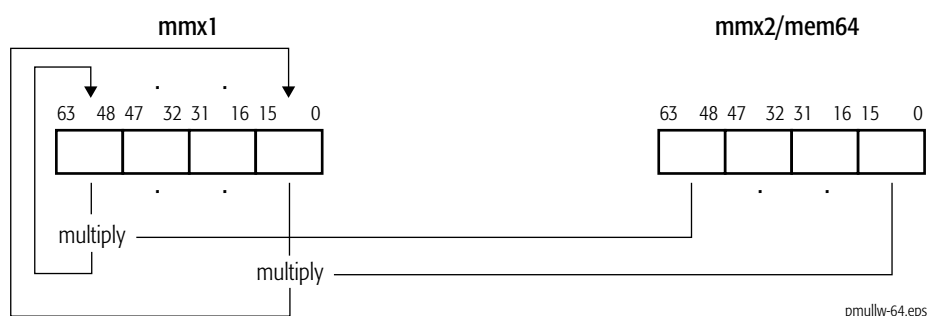 mmx1 mmx2/mem64
. .
63 48 47 32 31 16 15 0 63 48 47 32 31 16 15 0
. . . .
multiply
multiply
pmullw-64.eps